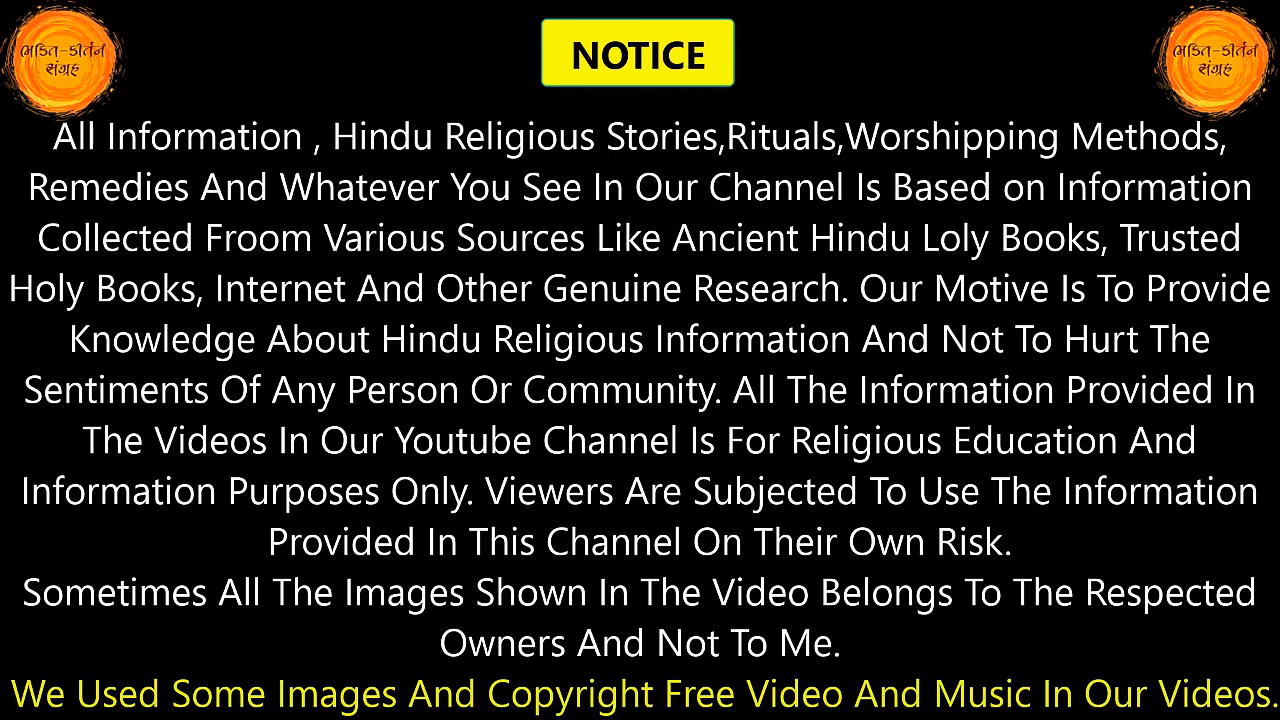 ભક્તિ-કીર્તન
સંગ્રહ
NOTICE
ભક્તિ-કીર્તન
સંગ્રહ
All Information , Hindu Religious Stories,Rituals,Worshipping Methods,
Remedies And Whatever You See In Our Channel Is Based on Information
Collected Froom Various Sources Like Ancient Hindu Loly Books, Trusted
Holy Books, Internet And Other Genuine Research. Our Motive Is To Provide
Knowledge About Hindu Religious Information And Not To Hurt The
Sentiments Of Any Person Or Community. All The Information Provided In
The Videos In Our Youtube Channel Is For Religious Education And
Information Purposes Only. Viewers Are Subjected To Use The Information
Provided In This Channel On Their Own Risk.
Sometimes All The Images Shown In The Video Belongs To The Respected
Owners And Not To Me.
We Used Some Images And Copyright Free Video And Music In Our Videos.